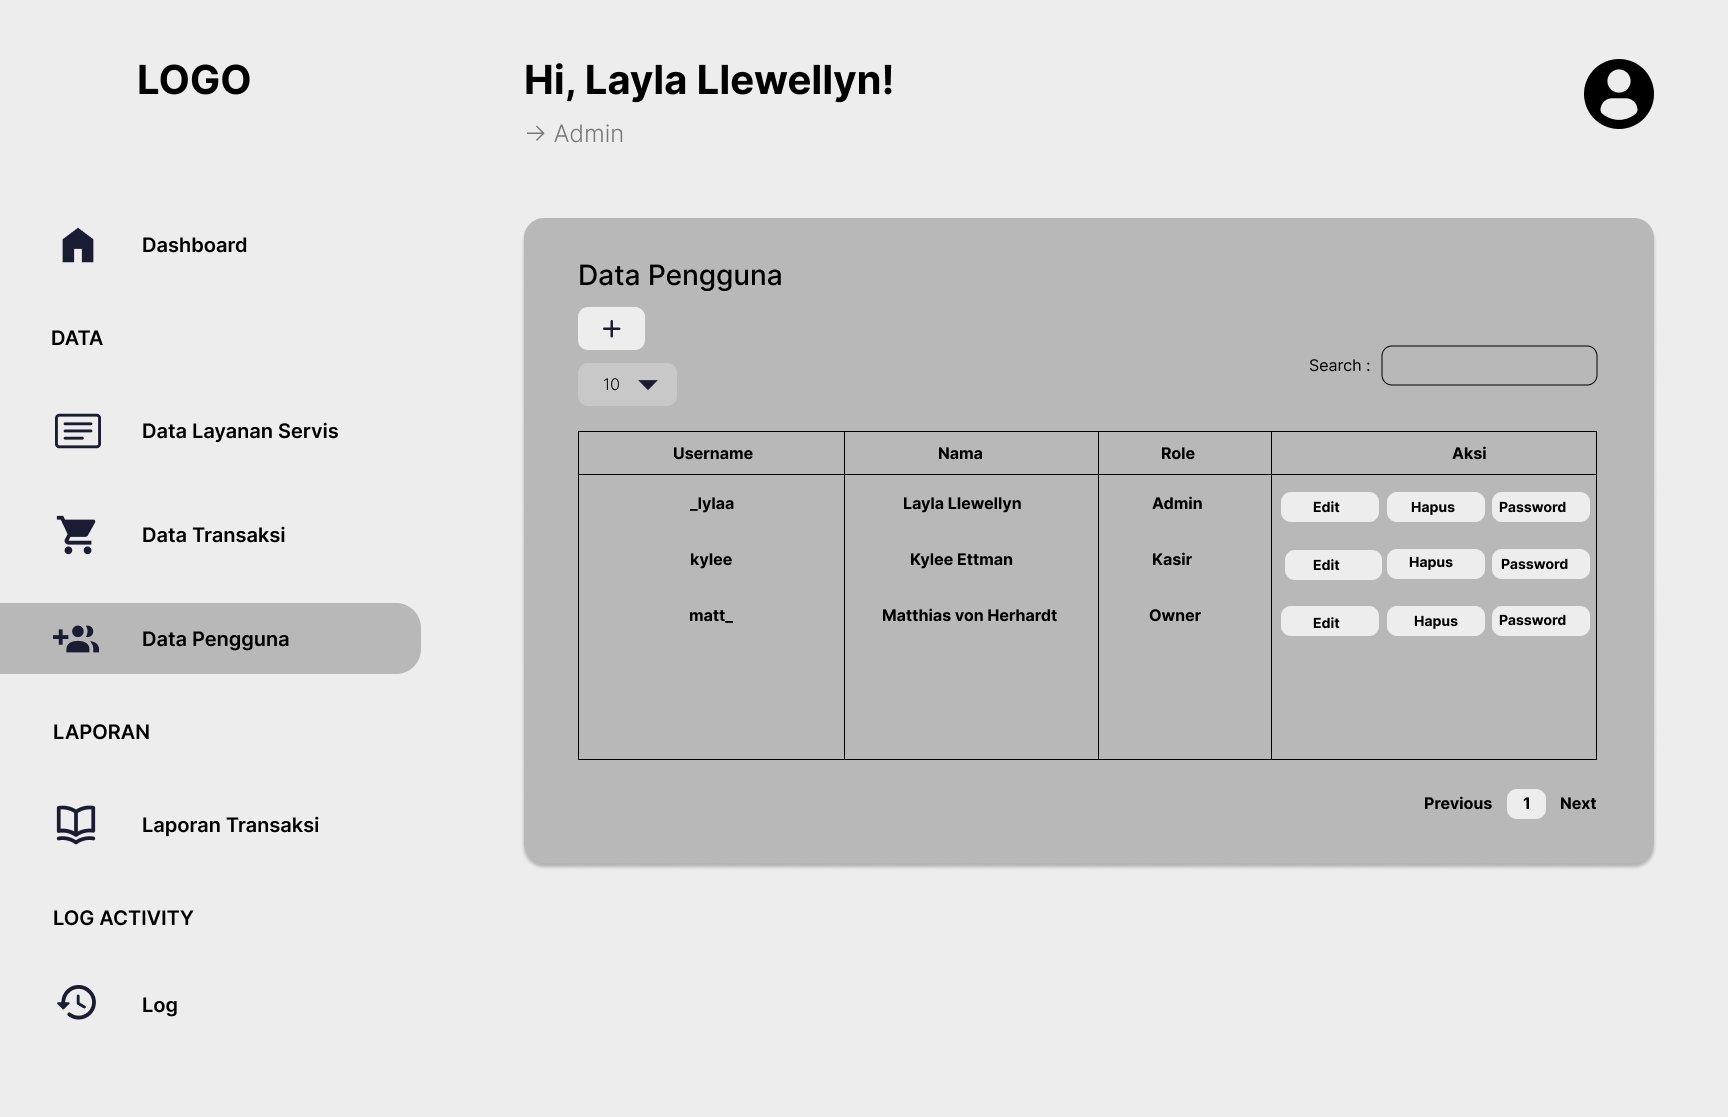 LOGO
Hi, Layla Llewellyn!
→ Admin
Dashboard
DATA
Data Layanan Servis
Data Transaksi
Data Pengguna
LAPORAN
Laporan Transaksi
LOG ACTIVITY
Log
Data Pengguna
+
10
Search :
Username Nama Role Aksi
_lylaa Layla Llewellyn Admin Edit Hapus Password
kylee Kylee Ettman Kasir Edit Hapus Password
matt_ Matthias von Herhardt Owner Edit Hapus Password
Previous 1 Next